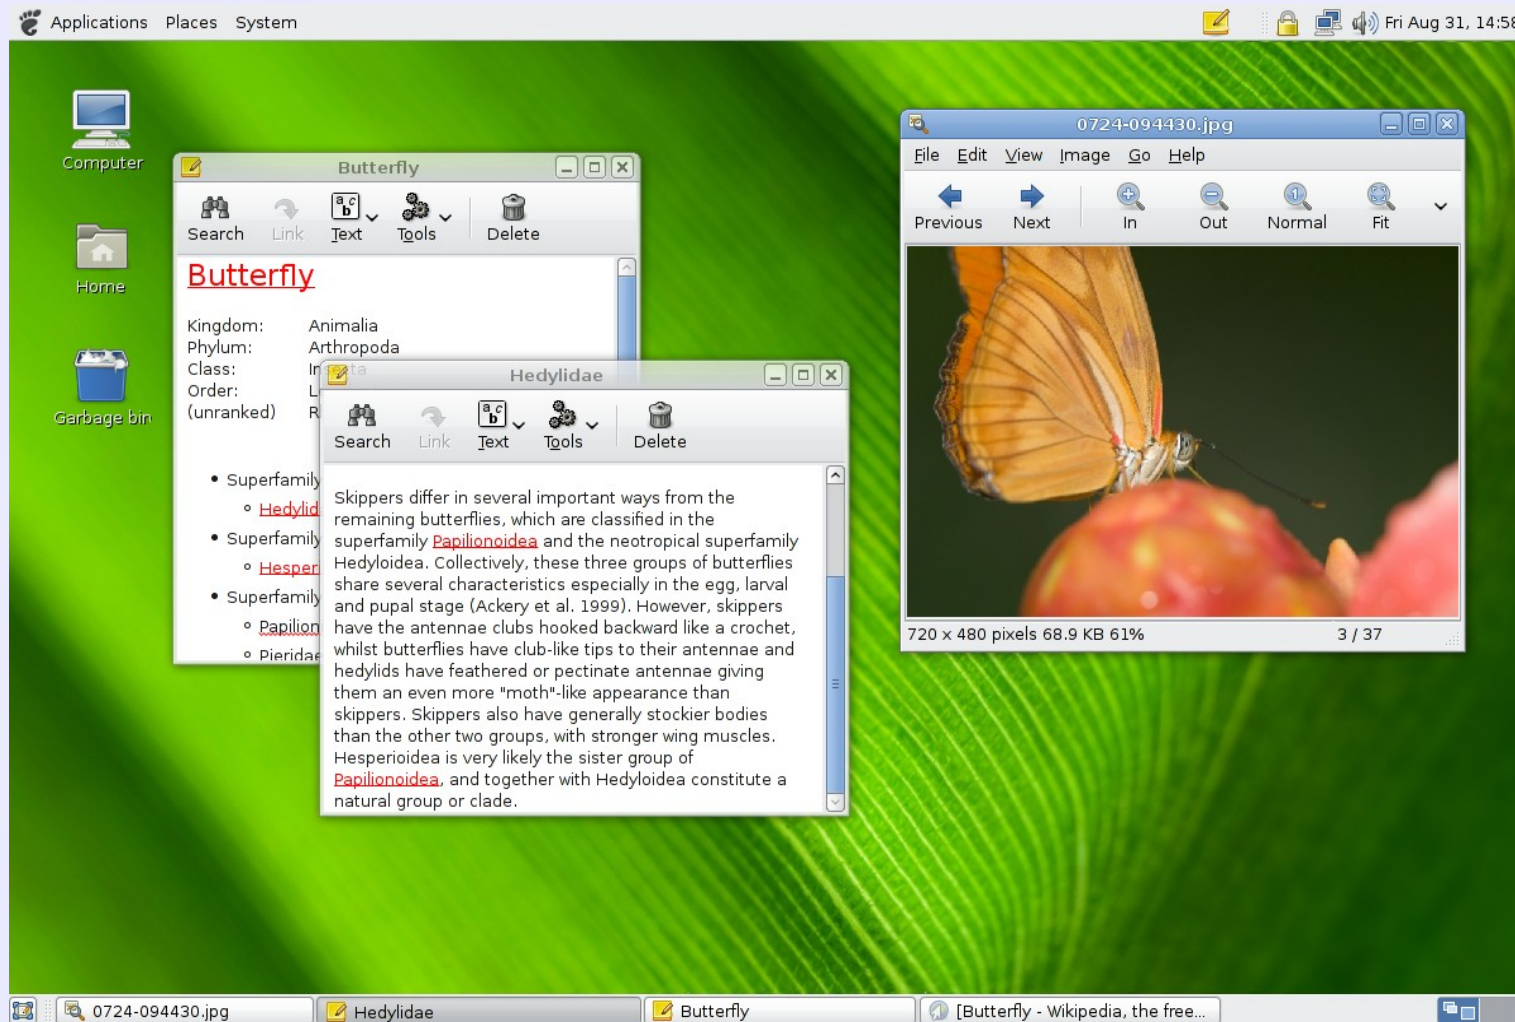 Applications Places System
Fri Aug 31, 14:58
Computer
Home
Garbage bin
Butterfly
Search Link Text Tools Delete
Butterfly
Kingdom: Animalia
Phylum: Arthropoda
Class:
Order:
(unranked)
Superfamily
Superfamily
Superfamily
Pieridae
Hedylidae
Search Link Text Tools Delete
Skippers differ in several important ways from the
remaining butterflies, which are classified in the
superfamily Papilionoidea and the neotropical superfamily
Hedyloidea. Collectively, these three groups of butterflies
share several characteristics especially in the egg, larval
and pupal stage (Ackery et al. 1999). However, skippers
have the antennae clubs hooked backward like a crochet,
whilst butterflies have club-like tips to their antennae and
hedylids have feathered or pectinate antennae giving
them an even more "moth"-like appearance than
skippers. Skippers also have generally stockier bodies
than the other two groups, with stronger wing muscles.
Hesperioidea is very likely the sister group of
Papilionoidea, and together with Hedyloidea constitute a
natural group or clade.
0724-094430.jpg
File Edit View Image Go Help
Previous Next In Out Normal Fit
720 x 480 pixels 68.9 KB 61% 3 / 37
0724-094430.jpg
Hedylidae
Butterfly
[Butterfly - Wikipedia, the free...